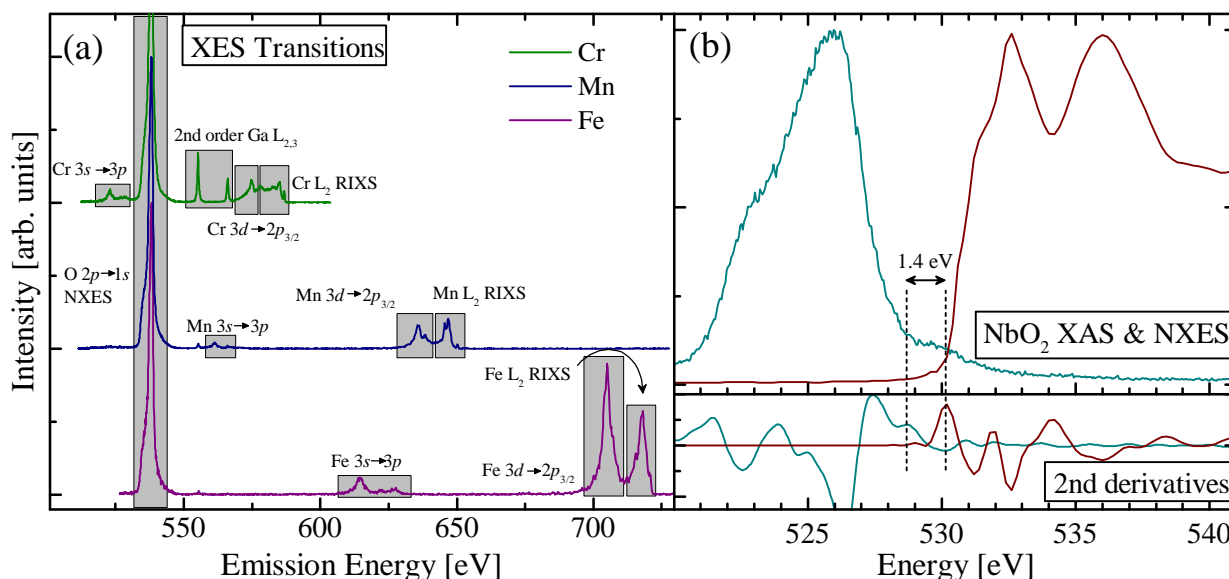 (a)
XES Transitions
Cr
Mn
Fe
2nd order Ga L2,3
Cr 3s→3p
Cr L2 RIXS
Cr 3d→2p3/2
O 2p→1s
NXES
Mn 3d→2p3/2
Mn L2 RIXS
Mn 3s→3p
Fe L2 RIXS
Fe 3s→3p
Fe 3d→2p3/2
Intensity [arb. units]
550
600
650
700
Emission Energy [eV]
(b)
1.4 eV
NbO2 XAS & NXES
2nd derivatives
525
530
535
540
Energy [eV]